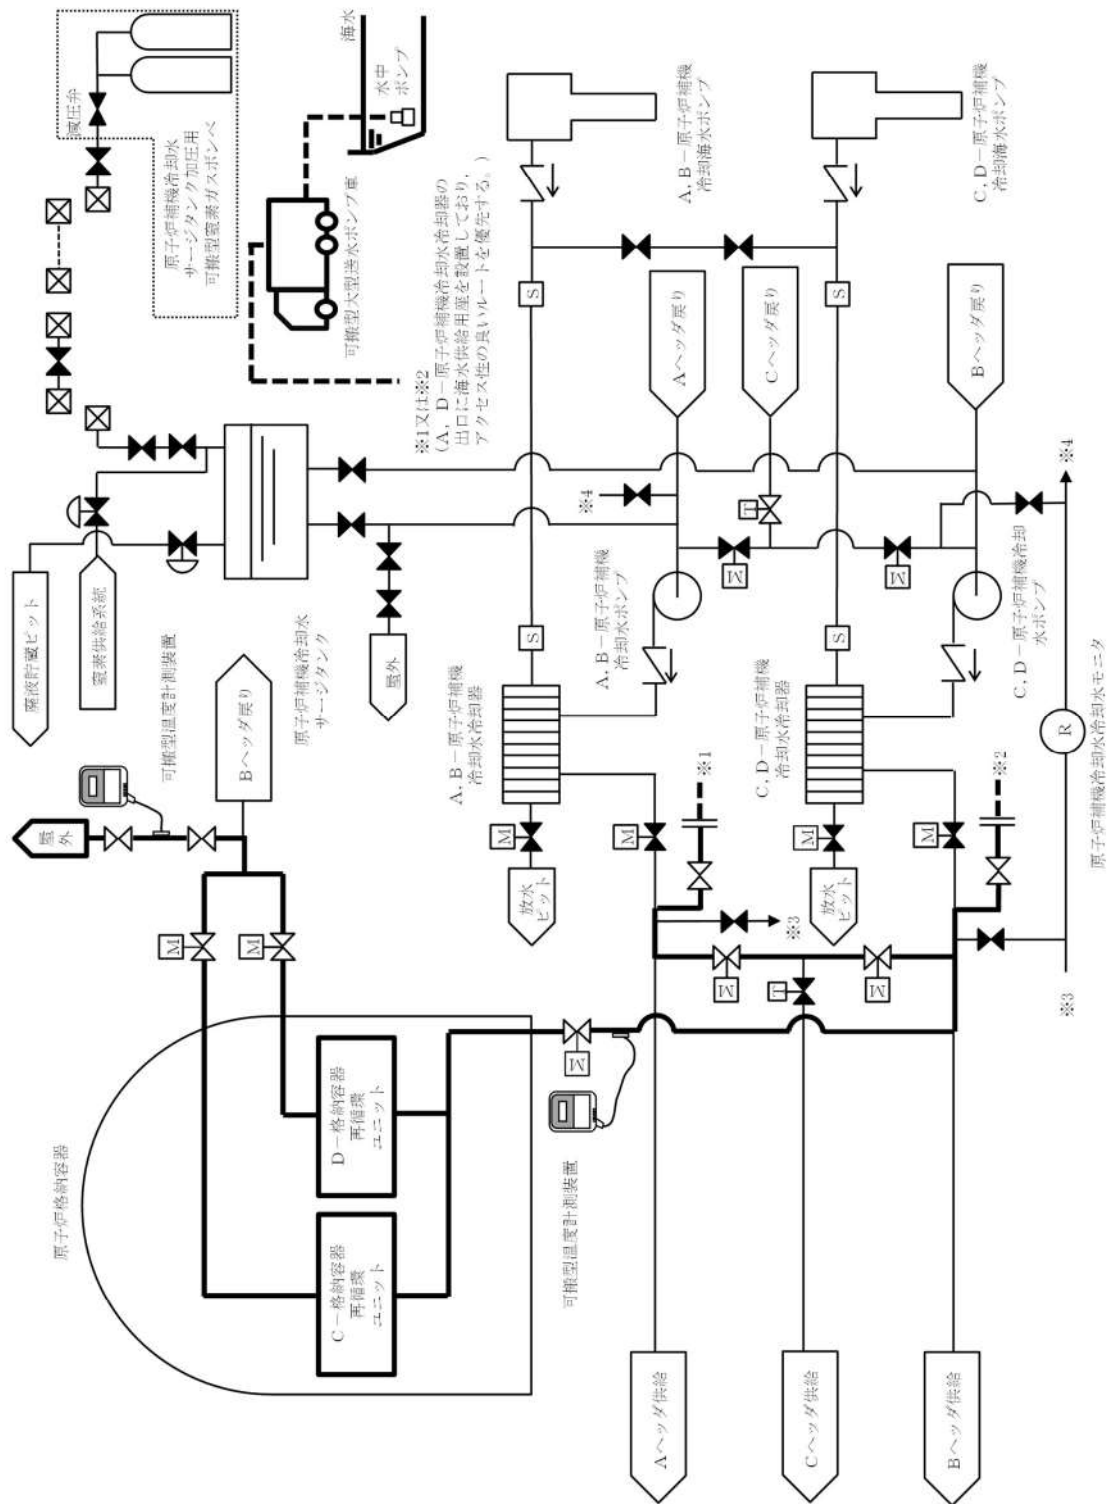 原子炉格納容器
C－格納容器
再循環
ユニット
D－格納容器
再循環
ユニット
M
M
屋外
可搬型温度計測装置
Bヘッダ戻り
廃液貯蔵ピット
窒素供給系統
原子炉補機冷却水
サージタンク
屋外
減圧弁
原子炉補機冷却水
サージタンク加圧用
可搬型窒素ガスボンベ
海水
水中
ポンプ
可搬型大型送水ポンプ車
※1又は※2
(A，D－原子炉補機冷却水冷却器の
出口に海水供給用座を設置しており，
アクセス性の良いルートを優先する。)
可搬型温度計測装置
M
放水
ピット
M
A，B－原子炉補機
冷却水冷却器
S
S
A，B－原子炉補機
冷却海水ポンプ
Aヘッダ供給
M
※1
※3
A，B－原子炉補機
冷却水ポンプ
※4
Aヘッダ戻り
M
M
T
Cヘッダ供給
T
Cヘッダ戻り
M
M
放水
ピット
M
C，D－原子炉補機
冷却水冷却器
S
S
C，D－原子炉補機
冷却海水ポンプ
Bヘッダ供給
M
※2
C，D－原子炉補機冷却
水ポンプ
Bヘッダ戻り
※3
R
原子炉補機冷却水冷却水モニタ
※4